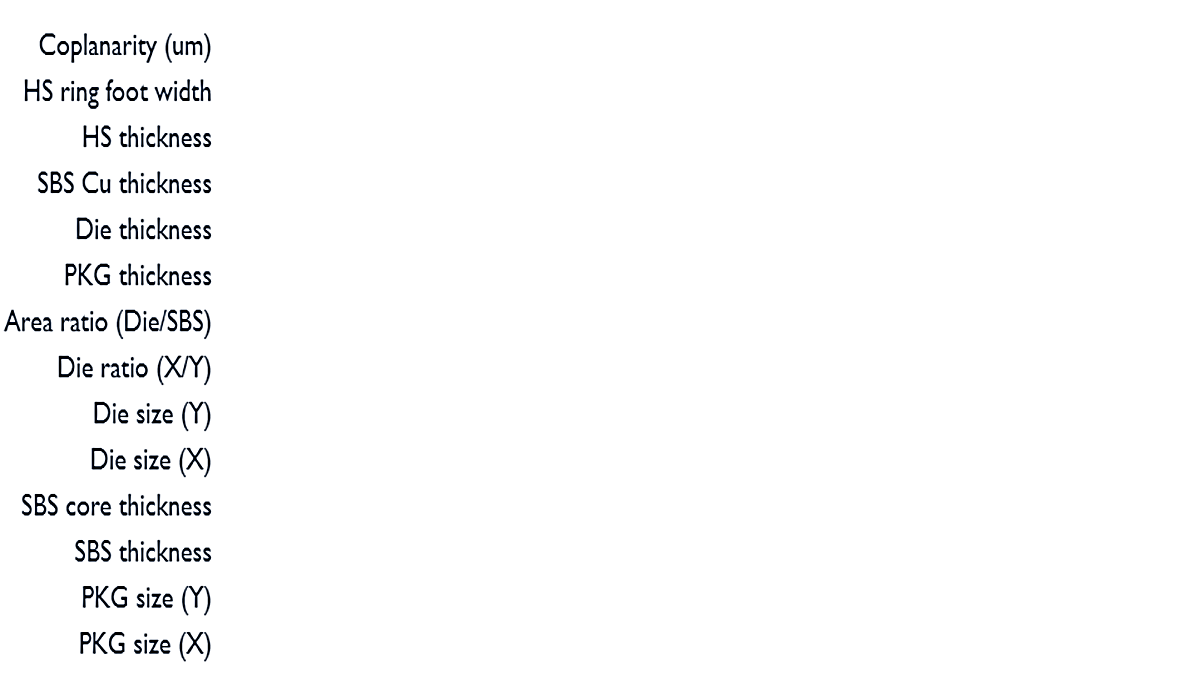 Coplanarity (um)
HS ring foot width
HS thickness
SBS Cu thickness
Die thickness
PKG thickness
Area ratio (Die/SBS)
Die ratio (X/Y)
Die size (Y)
Die size (X)
SBS core thickness
SBS thickness
PKG size (Y)
PKG size (X)